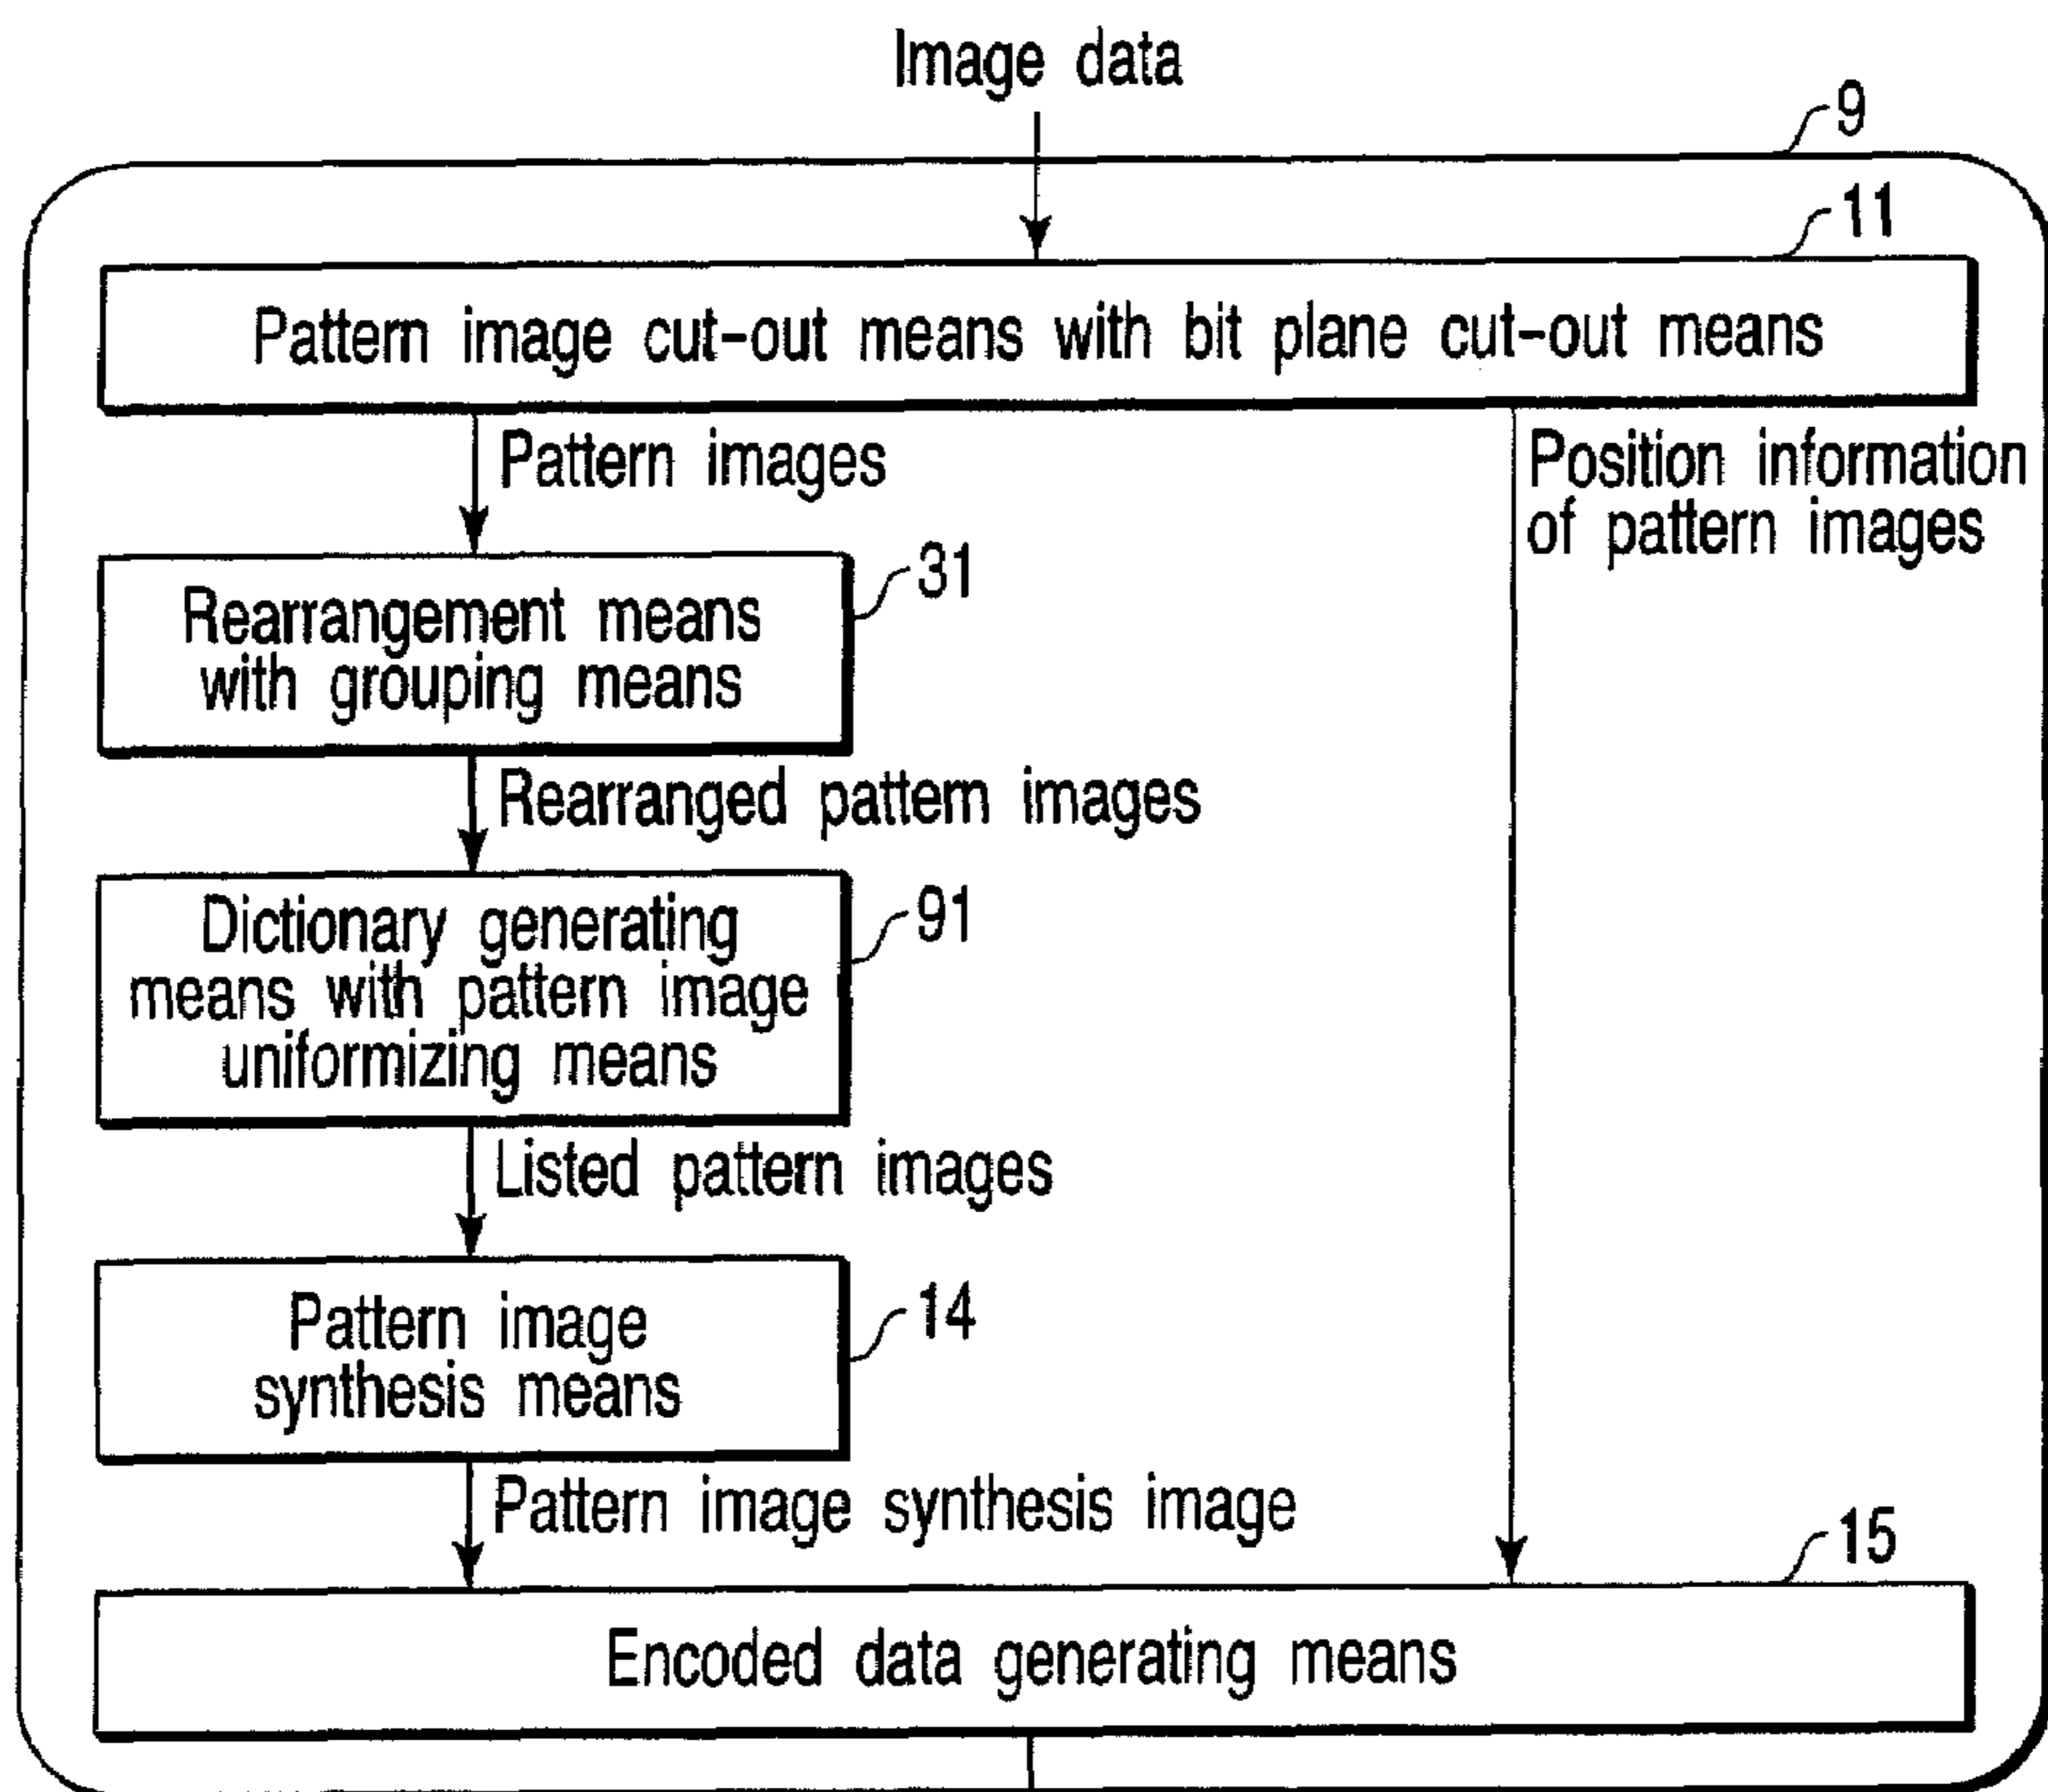 Image data
9
11
Pattern image cut-out means with bit plane cut-out means
Pattern images
Position information
of pattern images
31
Rearrangement means
with grouping means
Rearranged pattern images
91
Dictionary generating
means with pattern image
uniformizing means
Listed pattern images
14
Pattern image
synthesis means
Pattern image synthesis image
15
Encoded data generating means